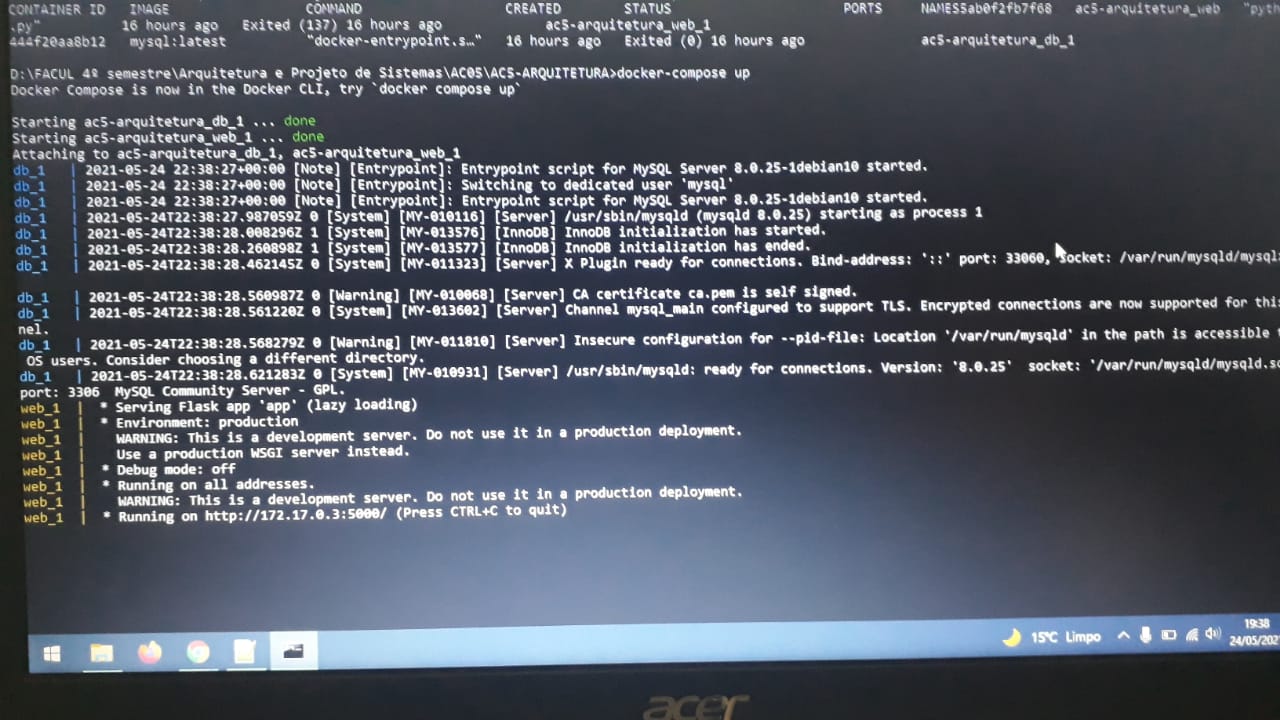 CONTAINER ID   IMAGE                 COMMAND                  CREATED        STATUS                      PORTS     NAMES5ab0f2fb7f68   ac5-arquitetura_web   "pyth
.py"          16 hours ago   Exited (137) 16 hours ago             ac5-arquitetura_web_1
444f20aa8b12   mysql:latest          "docker-entrypoint.s…"   16 hours ago   Exited (0) 16 hours ago               ac5-arquitetura_db_1
D:\FACUL 4º semestre\Arquitetura e Projeto de Sistemas\AC05\AC5-ARQUITETURA>docker-compose up
Docker Compose is now in the Docker CLI, try `docker compose up`
Starting ac5-arquitetura_db_1 ... done
Starting ac5-arquitetura_web_1 ... done
Attaching to ac5-arquitetura_db_1, ac5-arquitetura_web_1
db_1   | 2021-05-24 22:38:27+00:00 [Note] [Entrypoint]: Entrypoint script for MySQL Server 8.0.25-1debian10 started.
db_1   | 2021-05-24 22:38:27+00:00 [Note] [Entrypoint]: Switching to dedicated user 'mysql'
db_1   | 2021-05-24 22:38:27+00:00 [Note] [Entrypoint]: Entrypoint script for MySQL Server 8.0.25-1debian10 started.
db_1   | 2021-05-24T22:38:27.987059Z 0 [System] [MY-010116] [Server] /usr/sbin/mysqld (mysqld 8.0.25) starting as process 1
db_1   | 2021-05-24T22:38:28.008296Z 1 [System] [MY-013576] [InnoDB] InnoDB initialization has started.
db_1   | 2021-05-24T22:38:28.260898Z 1 [System] [MY-013577] [InnoDB] InnoDB initialization has ended.
db_1   | 2021-05-24T22:38:28.462145Z 0 [System] [MY-011323] [Server] X Plugin ready for connections. Bind-address: '::' port: 33060, socket: /var/run/mysqld/mysql
db_1   | 2021-05-24T22:38:28.560987Z 0 [Warning] [MY-010068] [Server] CA certificate ca.pem is self signed.
db_1   | 2021-05-24T22:38:28.561220Z 0 [System] [MY-013602] [Server] Channel mysql_main configured to support TLS. Encrypted connections are now supported for this
nel.
db_1   | 2021-05-24T22:38:28.568279Z 0 [Warning] [MY-011810] [Server] Insecure configuration for --pid-file: Location '/var/run/mysqld' in the path is accessible
OS users. Consider choosing a different directory.
db_1   | 2021-05-24T22:38:28.621283Z 0 [System] [MY-010931] [Server] /usr/sbin/mysqld: ready for connections. Version: '8.0.25'  socket: '/var/run/mysqld/mysqld.so
port: 3306  MySQL Community Server - GPL.
web_1  |  * Serving Flask app 'app' (lazy loading)
web_1  |  * Environment: production
web_1  |    WARNING: This is a development server. Do not use it in a production deployment.
web_1  |    Use a production WSGI server instead.
web_1  |  * Debug mode: off
web_1  |  * Running on all addresses.
web_1  |    WARNING: This is a development server. Do not use it in a production deployment.
web_1  |  * Running on http://172.17.0.3:5000/ (Press CTRL+C to quit)
15°C Limpo
19:38
24/05/202
acer